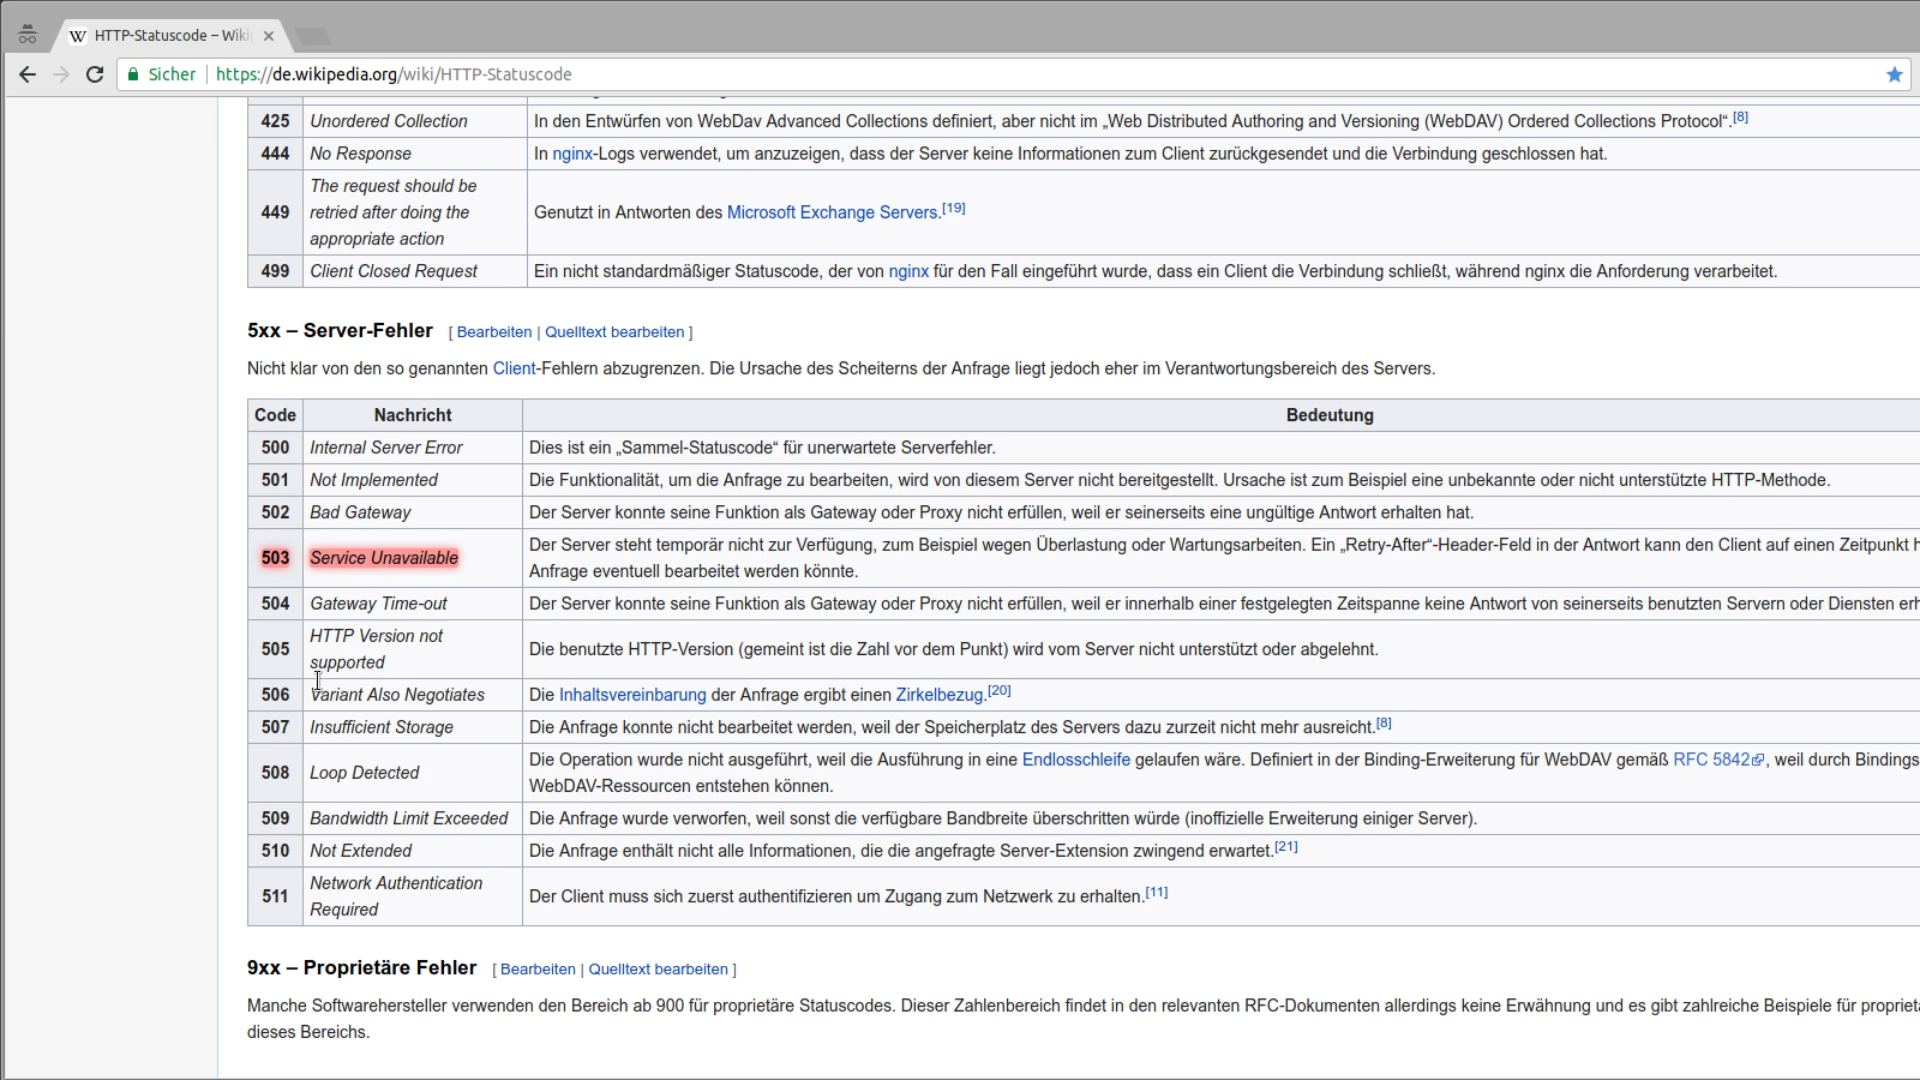 HTTP-Statuscode – Wiki
Sicher https://de.wikipedia.org/wiki/HTTP-Statuscode
425 Unordered Collection In den Entwürfen von WebDav Advanced Collections definiert, aber nicht im „Web Distributed Authoring and Versioning (WebDAV) Ordered Collections Protocol“.[8]
444 No Response In nginx-Logs verwendet, um anzuzeigen, dass der Server keine Informationen zum Client zurückgesendet und die Verbindung geschlossen hat.
The request should be
449 retried after doing the Genutzt in Antworten des Microsoft Exchange Servers.[19]
appropriate action
499 Client Closed Request Ein nicht standardmäßiger Statuscode, der von nginx für den Fall eingeführt wurde, dass ein Client die Verbindung schließt, während nginx die Anforderung verarbeitet.
5xx – Server-Fehler [ Bearbeiten | Quelltext bearbeiten ]
Nicht klar von den so genannten Client-Fehlern abzugrenzen. Die Ursache des Scheiterns der Anfrage liegt jedoch eher im Verantwortungsbereich des Servers.
Code Nachricht Bedeutung
500 Internal Server Error Dies ist ein „Sammel-Statuscode“ für unerwartete Serverfehler.
501 Not Implemented Die Funktionalität, um die Anfrage zu bearbeiten, wird von diesem Server nicht bereitgestellt. Ursache ist zum Beispiel eine unbekannte oder nicht unterstützte HTTP-Methode.
502 Bad Gateway Der Server konnte seine Funktion als Gateway oder Proxy nicht erfüllen, weil er seinerseits eine ungültige Antwort erhalten hat.
503 Service Unavailable Der Server steht temporär nicht zur Verfügung, zum Beispiel wegen Überlastung oder Wartungsarbeiten. Ein „Retry-After“-Header-Feld in der Antwort kann den Client auf einen Zeitpunkt
Anfrage eventuell bearbeitet werden könnte.
504 Gateway Time-out Der Server konnte seine Funktion als Gateway oder Proxy nicht erfüllen, weil er innerhalb einer festgelegten Zeitspanne keine Antwort von seinerseits benutzten Servern oder Diensten
HTTP Version not
505 supported Die benutzte HTTP-Version (gemeint ist die Zahl vor dem Punkt) wird vom Server nicht unterstützt oder abgelehnt.
506 Variant Also Negotiates Die Inhaltsvereinbarung der Anfrage ergibt einen Zirkelbezug.[20]
507 Insufficient Storage Die Anfrage konnte nicht bearbeitet werden, weil der Speicherplatz des Servers dazu zurzeit nicht mehr ausreicht.[8]
508 Loop Detected Die Operation wurde nicht ausgeführt, weil die Ausführung in eine Endlosschleife gelaufen wäre. Definiert in der Binding-Erweiterung für WebDAV gemäß RFC 5842, weil durch Bindings
WebDAV-Ressourcen entstehen können.
509 Bandwidth Limit Exceeded Die Anfrage wurde verworfen, weil sonst die verfügbare Bandbreite überschritten würde (inoffizielle Erweiterung einiger Server).
510 Not Extended Die Anfrage enthält nicht alle Informationen, die die angefragte Server-Extension zwingend erwartet.[21]
Network Authentication
511 Required Der Client muss sich zuerst authentifizieren um Zugang zum Netzwerk zu erhalten.[11]
9xx – Proprietäre Fehler [ Bearbeiten | Quelltext bearbeiten ]
Manche Softwarehersteller verwenden den Bereich ab 900 für proprietäre Statuscodes. Dieser Zahlenbereich findet in den relevanten RFC-Dokumenten allerdings keine Erwähnung und es gibt zahlreiche Beispiele für
dieses Bereichs.